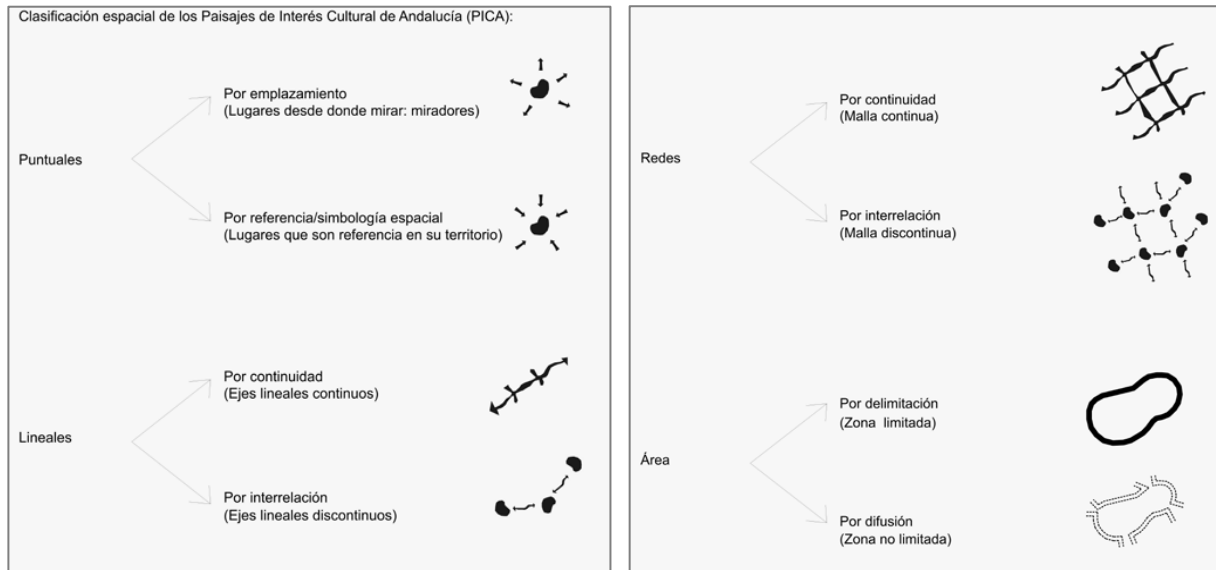 Clasificación espacial de los Paisajes de Interés Cultural de Andalucía (PICA):
Puntuales
Por emplazamiento
(Lugares desde donde mirar: miradores)
Por referencia/simbología espacial
(Lugares que son referencia en su territorio)
Lineales
Por continuidad
(Ejes lineales continuos)
Por interrelación
(Ejes lineales discontinuos)
Redes
Por continuidad
(Malla continua)
Por interrelación
(Malla discontinua)
Área
Por delimitación
(Zona limitada)
Por difusión
(Zona no limitada)